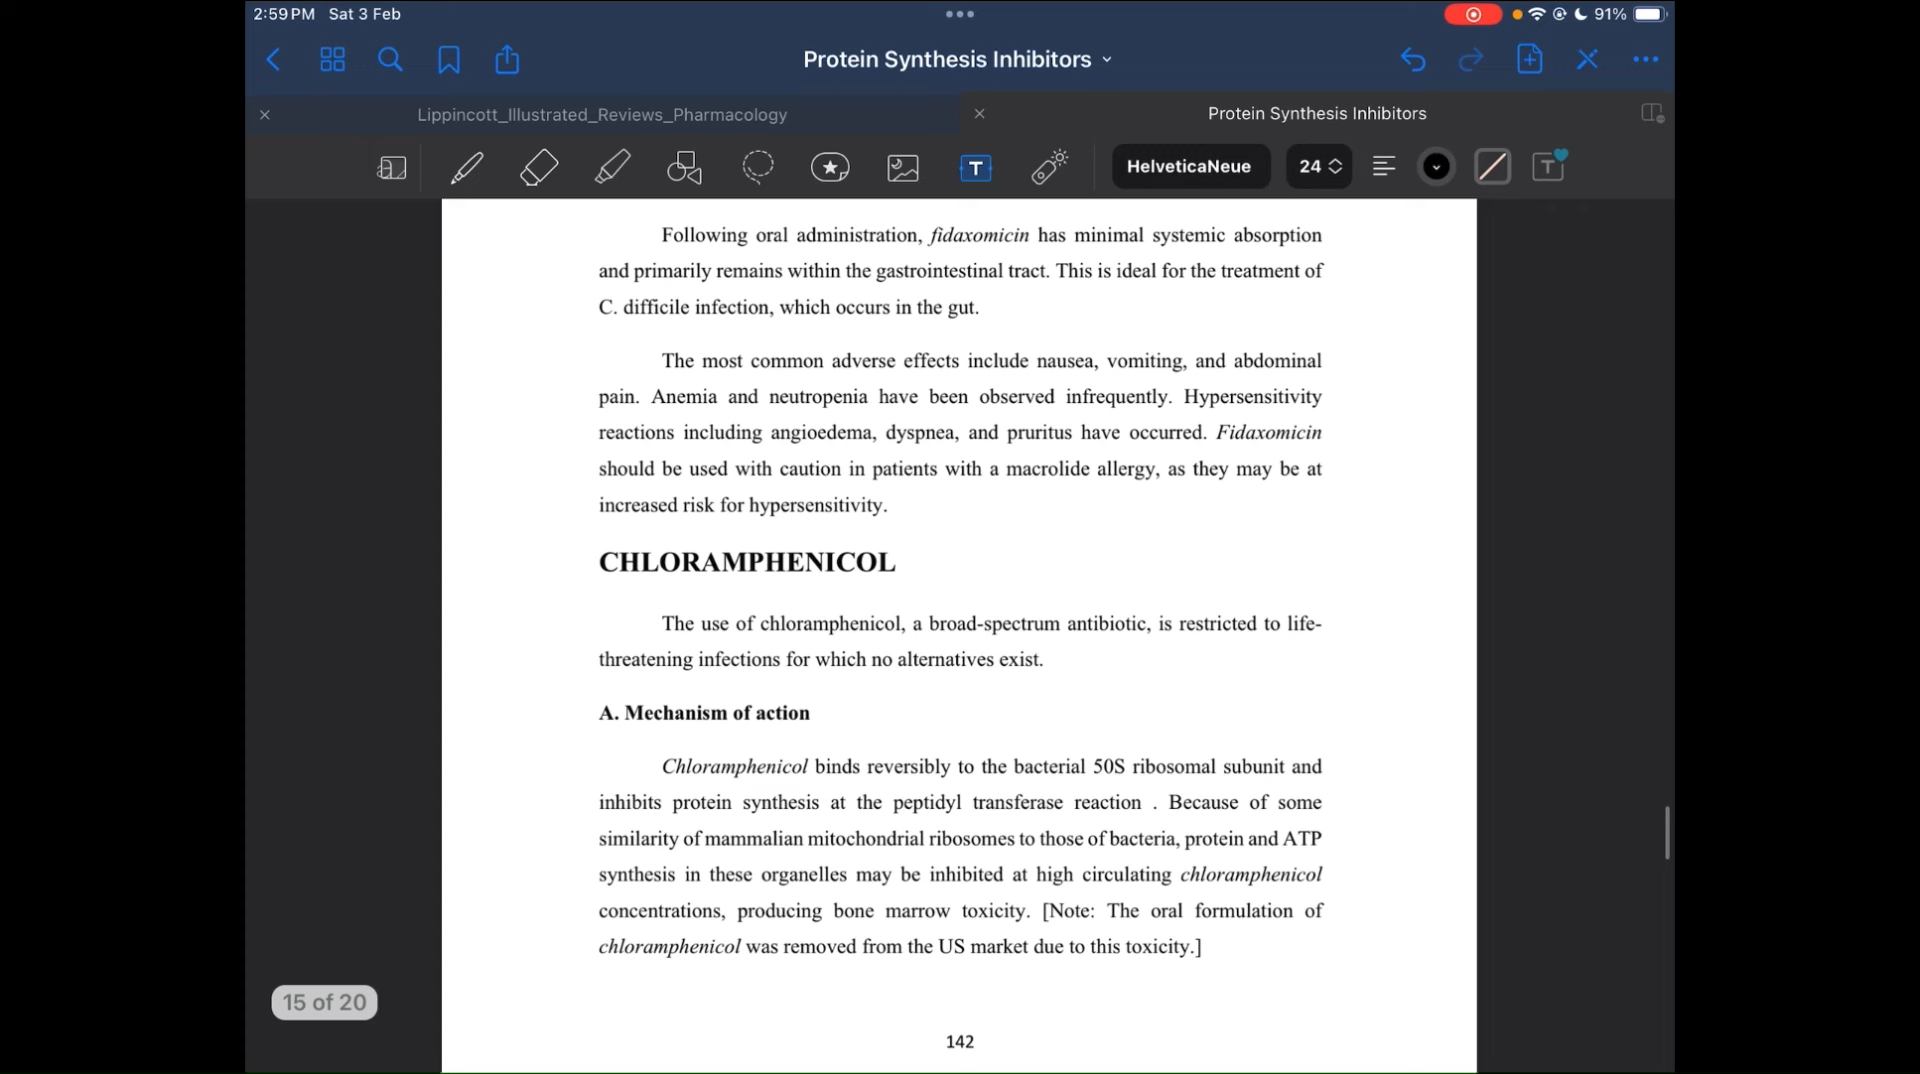 2:59 PM Sat 3 Feb
91%
Protein Synthesis Inhibitors
Lippincott_Illustrated_Reviews_Pharmacology
Protein Synthesis Inhibitors
HelveticaNeue
24
Following oral administration, fidaxomicin has minimal systemic absorption
and primarily remains within the gastrointestinal tract. This is ideal for the treatment of
C. difficile infection, which occurs in the gut.
The most common adverse effects include nausea, vomiting, and abdominal
pain. Anemia and neutropenia have been observed infrequently. Hypersensitivity
reactions including angioedema, dyspnea, and pruritus have occurred. Fidaxomicin
should be used with caution in patients with a macrolide allergy, as they may be at
increased risk for hypersensitivity.
CHLORAMPHENICOL
The use of chloramphenicol, a broad-spectrum antibiotic, is restricted to life-
threatening infections for which no alternatives exist.
A. Mechanism of action
Chloramphenicol binds reversibly to the bacterial 50S ribosomal subunit and
inhibits protein synthesis at the peptidyl transferase reaction . Because of some
similarity of mammalian mitochondrial ribosomes to those of bacteria, protein and ATP
synthesis in these organelles may be inhibited at high circulating chloramphenicol
concentrations, producing bone marrow toxicity. [Note: The oral formulation of
chloramphenicol was removed from the US market due to this toxicity.]
15 of 20
142